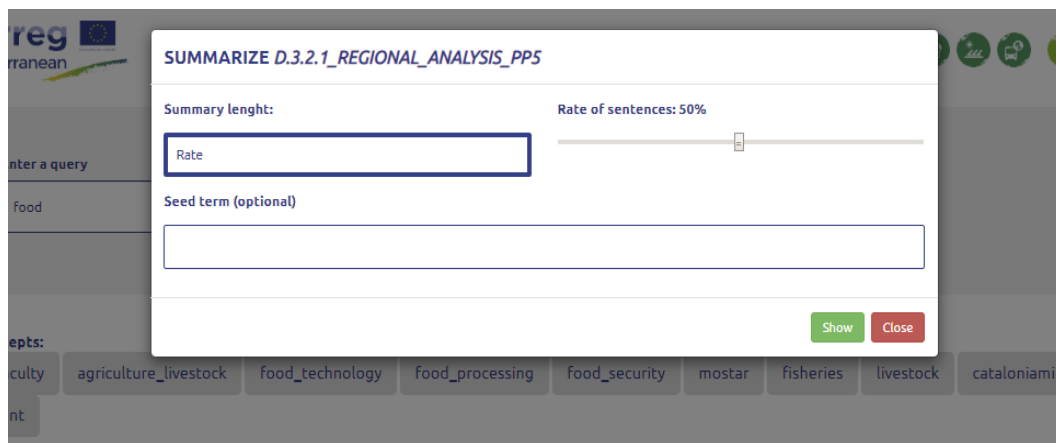 rreg
rranean
SUMMARIZE D.3.2.1_REGIONAL_ANALYSIS_PP5
Summary lenght:
Rate of sentences: 50%
Rate
nter a query
food
Seed term (optional)
Show Close
epts:
culty agriculture_livestock food_technology food_processing food_security mostar fisheries livestock cataloniami
nt